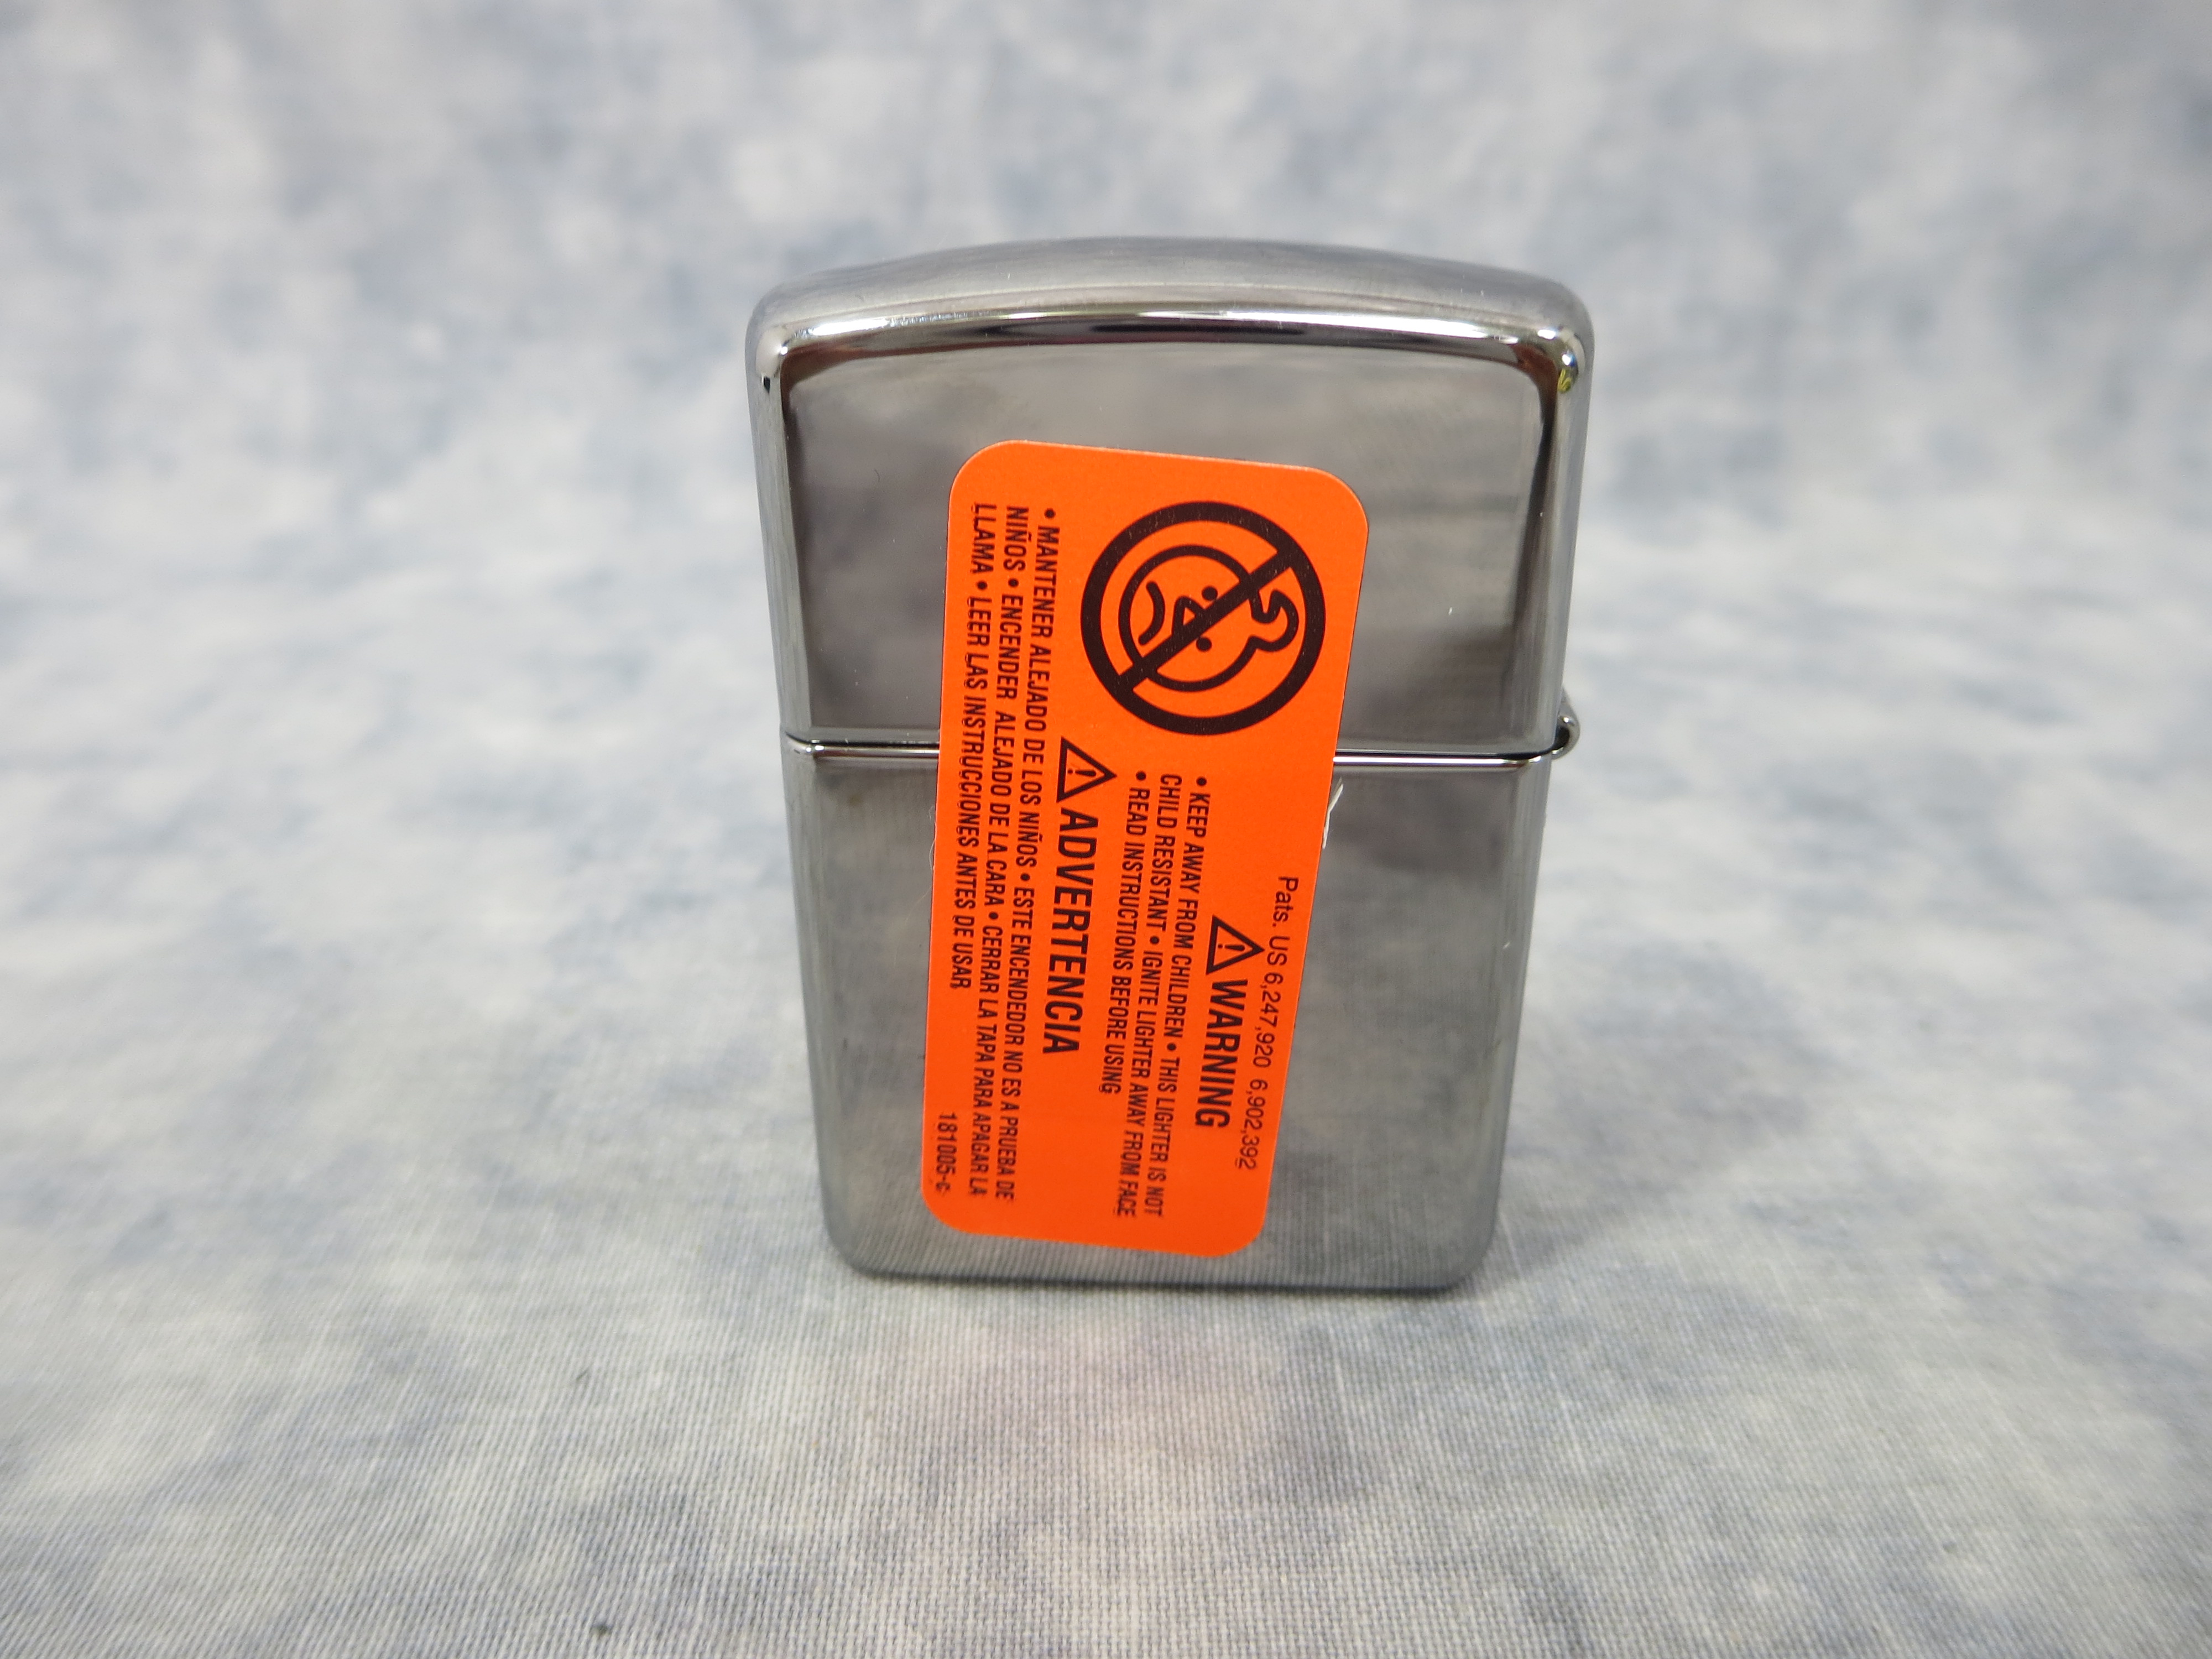 Pats. US 6,247,920 6,902,392
WARNING
• KEEP AWAY FROM CHILDREN • THIS LIGHTER IS NOT
CHILD RESISTANT • IGNITE LIGHTER AWAY FROM FACE
• READ INSTRUCTIONS BEFORE USING
ADVERTENCIA
• MANTENER ALEJADO DE LOS NIÑOS • ESTE ENCENDEDOR NO ES A PRUEBA DE
NIÑOS • ENCENDER ALEJADO DE LA CARA • CERRAR LA TAPA PARA APAGAR LA
LLAMA • LEER LAS INSTRUCCIONES ANTES DE USAR
181005-c